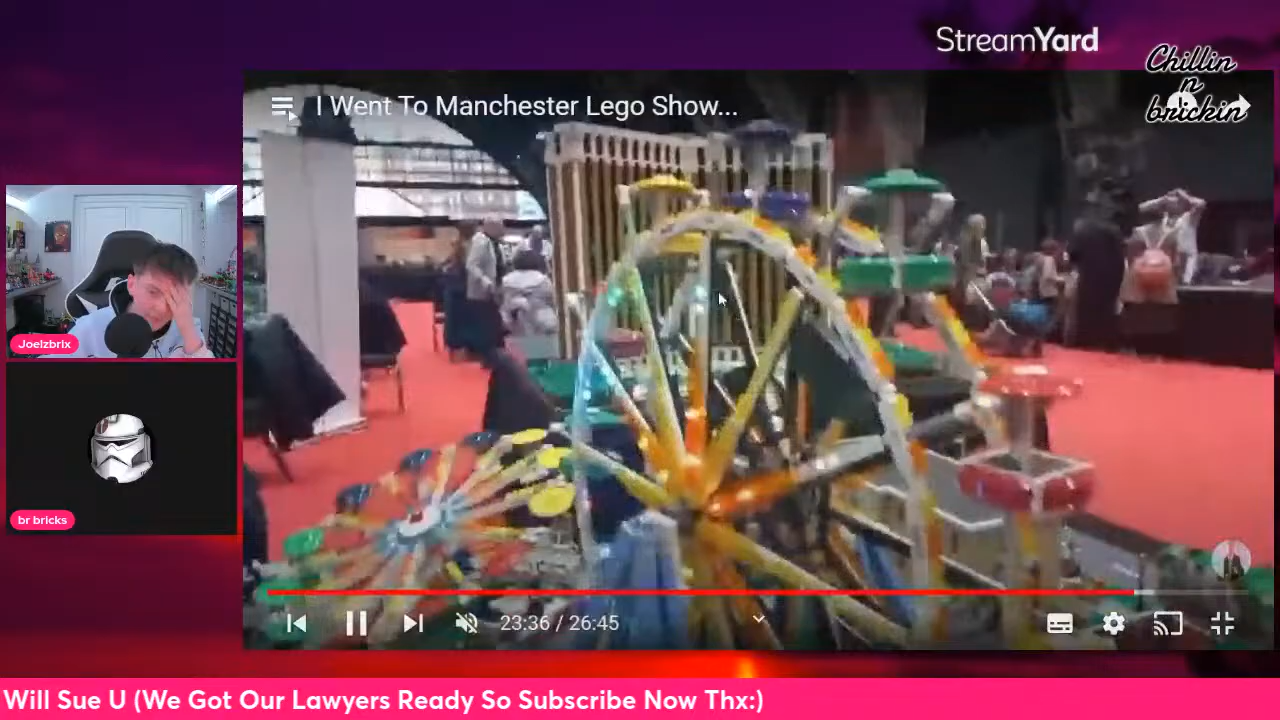 StreamYard
Chillin
n
brickin
I Went To Manchester Lego Show...
Joelzbrix
br bricks
23:36 / 26:45
Will Sue U (We Got Our Lawyers Ready So Subscribe Now Thx:)